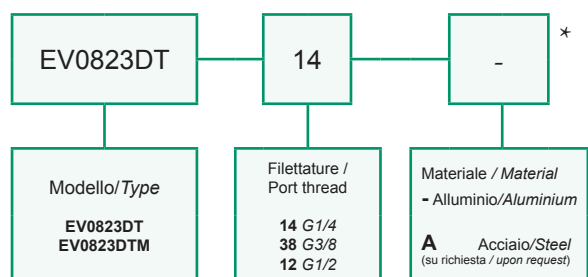 EV0823DT
14
-
*
Modello/Type
EV0823DT
EV0823DTM
Filettature /
Port thread
14 G1/4
38 G3/8
12 G1/2
Materiale / Material
- Alluminio/Aluminium
A Acciaio/Steel
(su richiesta / upon request)